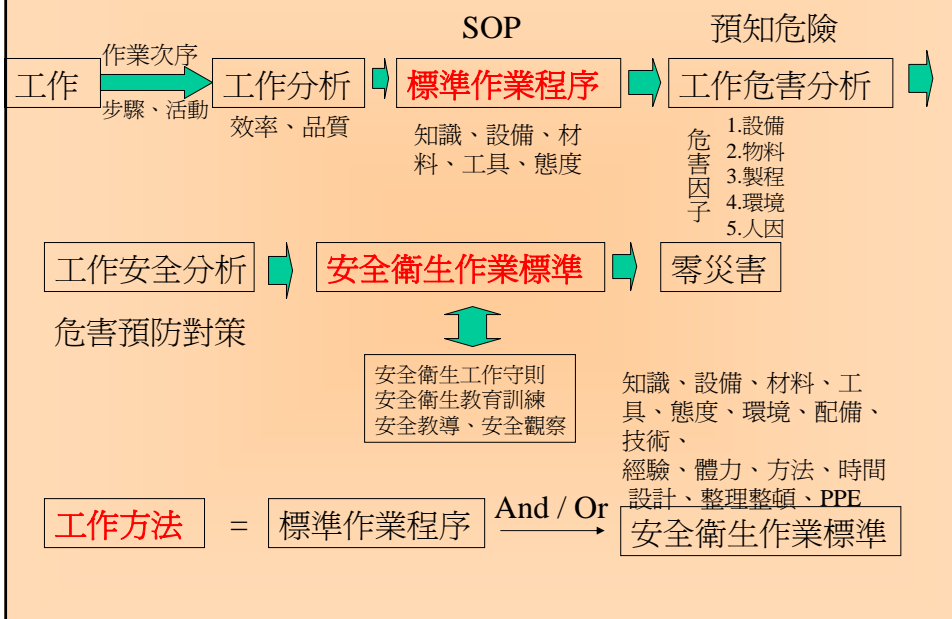 SOP
預知危險
工作
作業次序
步驟、活動
工作分析
效率、品質
標準作業程序
知識、設備、材
料、工具、態度
工作危害分析
危害因子
1.設備
2.物料
3.製程
4.環境
5.人因
工作安全分析
危害預防對策
安全衛生作業標準
零災害
安全衛生工作守則
安全衛生教育訓練
安全教導、安全觀察
知識、設備、材料、工
具、態度、環境、配備、
技術、
經驗、體力、方法、時間
設計、整理整頓、PPE
工作方法
=
標準作業程序
And / Or
安全衛生作業標準